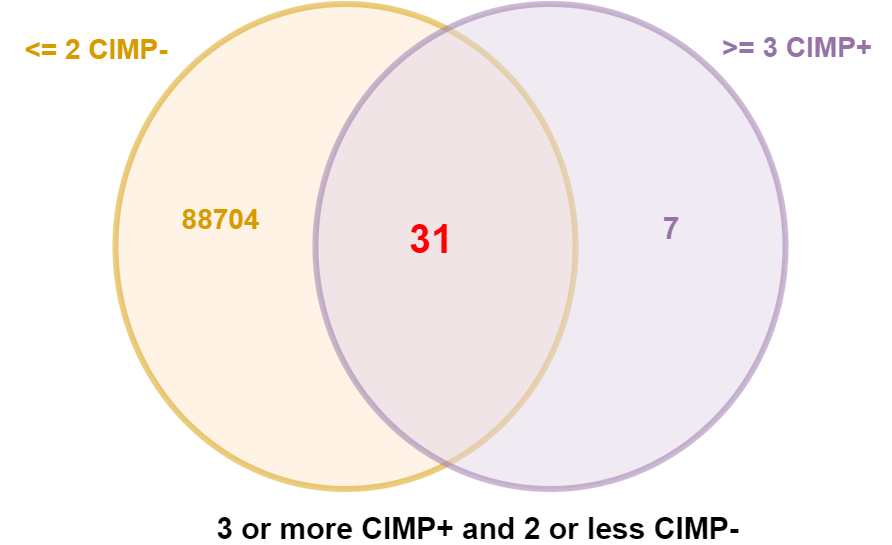 <= 2 CIMP-
>= 3 CIMP+
88704
31
7
3 or more CIMP+ and 2 or less CIMP-